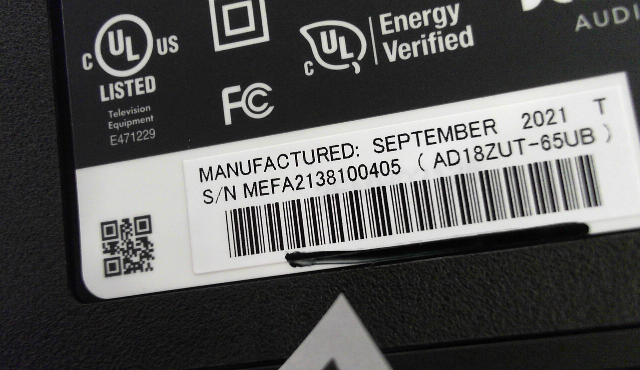 C UL US
LISTED
Television
Equipment
E471229
FC
C UL
Energy
Verified
AUDI
MANUFACTURED: SEPTEMBER 2021 T
S/N MEFA2138100405 (AD18ZUT-65UB)